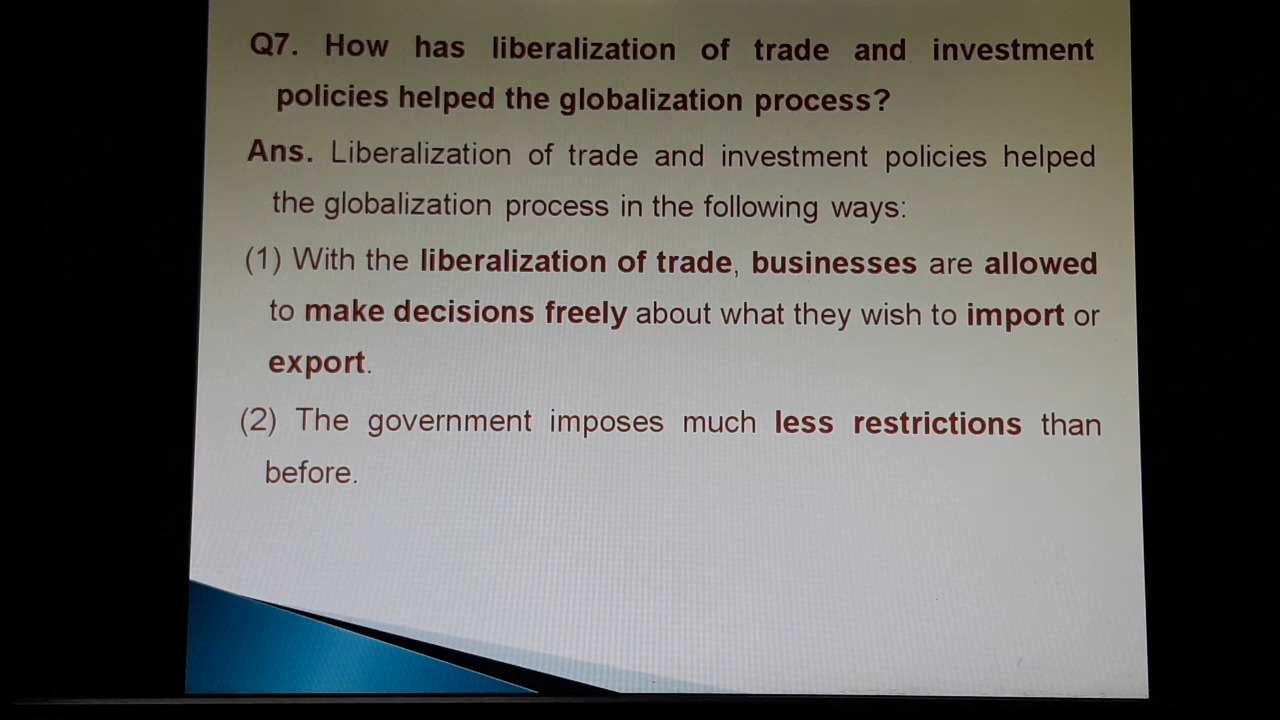 Q7. How has liberalization of trade and investment
policies helped the globalization process?
Ans. Liberalization of trade and investment policies helped
the globalization process in the following ways:
(1) With the liberalization of trade, businesses are allowed
to make decisions freely about what they wish to import or
export.
(2) The government imposes much less restrictions than
before.